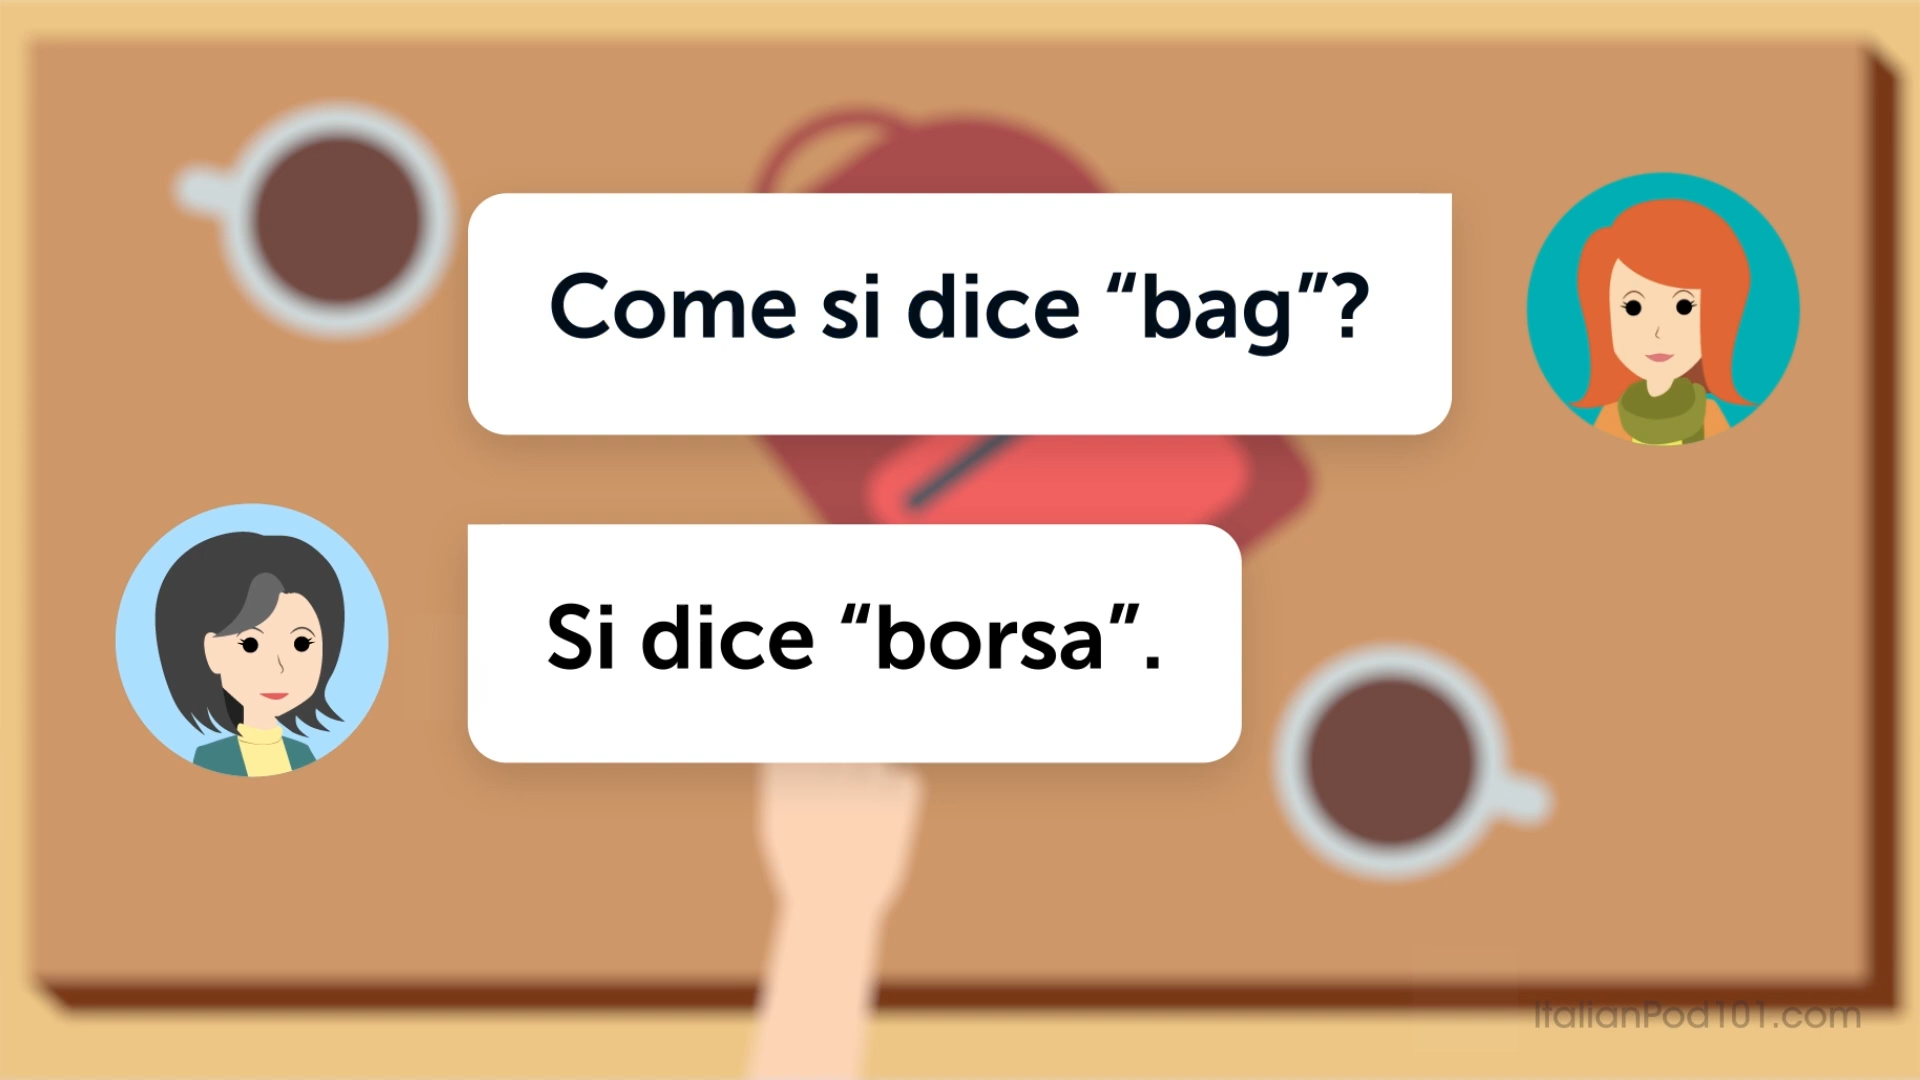 Come si dice “bag”?
Si dice “borsa”.
ItalianPod101.com